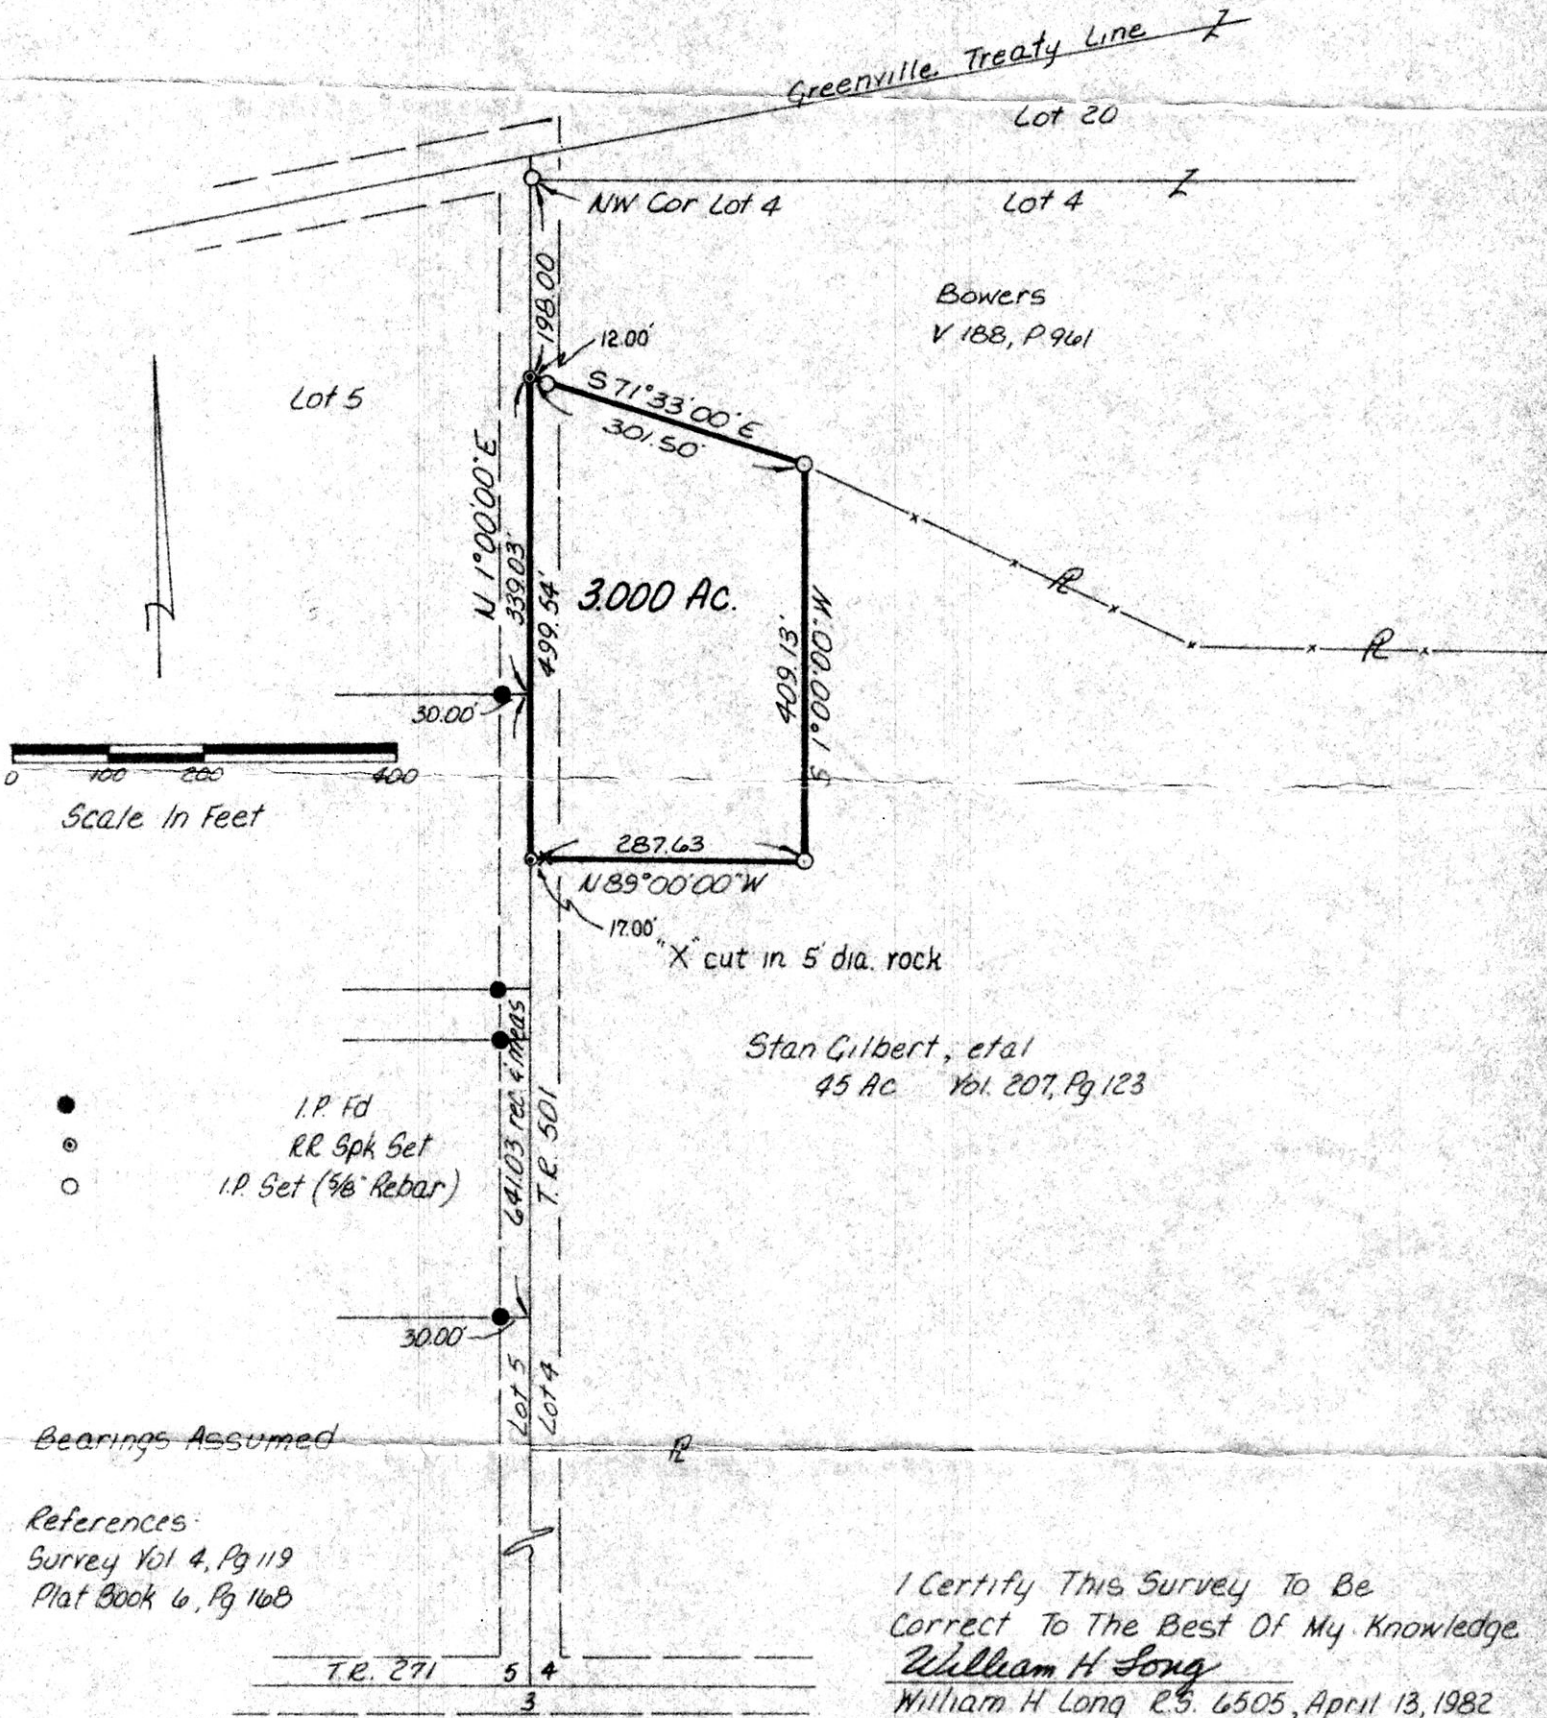 Greenville Treaty Line
Lot 20
NW Cor Lot 4
Lot 4
198.00
Bowers
V 188, P 961
12.00'
Lot 5
S 71°33'00" E
301.50'
N 1°00'00" E
339.03'
499.54'
3.000 Ac.
409.13'
S 1°00'00" W
30.00'
0 100 200 400
Scale In Feet
287.63
N 89°00'00" W
17.00'
"X" cut in 5' dia. rock
Stan Gilbert, etal
45 Ac Vol. 207, Pg 123
I.P. Fd
RR Spk Set
I.P. Set (5/8" Rebar)
641.03 rec & meas
T.R. 501
30.00'
Lot 5
Lot 4
Bearings Assumed
References
Survey Vol 4, Pg 119
Plat Book 6, Pg 168
T.R. 271
5 4
3
I Certify This Survey To Be
Correct To The Best Of My Knowledge
William H Long
William H Long R.S. 6505, April 13, 1982